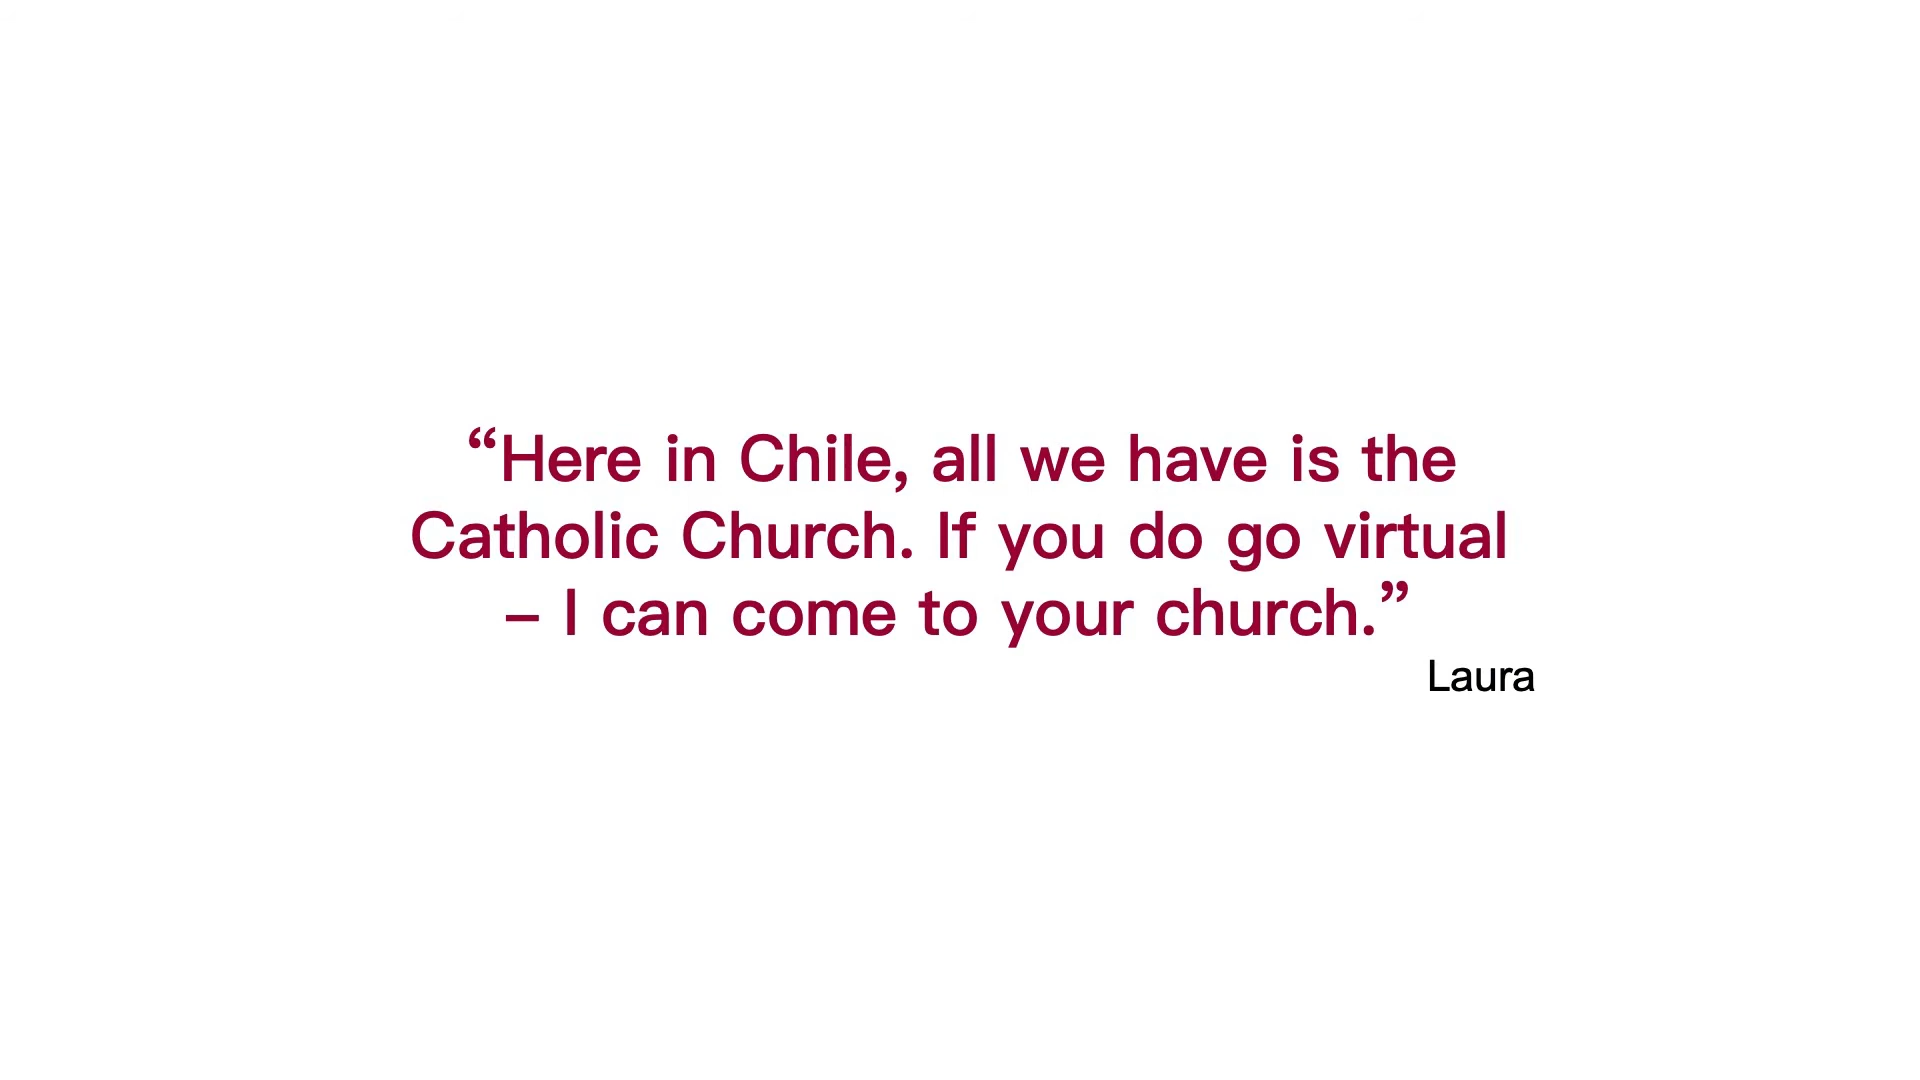 “Here in Chile, all we have is the
Catholic Church. If you do go virtual
– I can come to your church.”
Laura